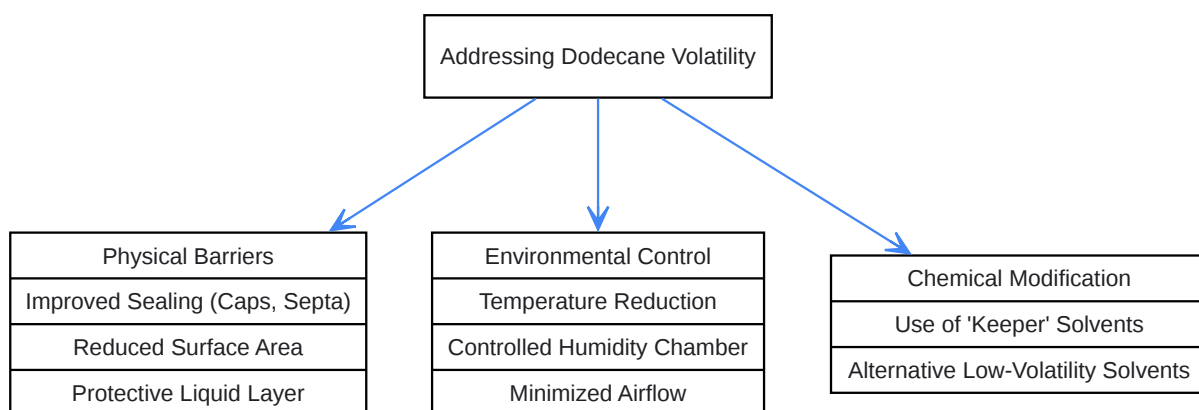 Addressing Dodecane Volatility
Physical Barriers
Improved Sealing (Caps, Septa)
Reduced Surface Area
Protective Liquid Layer
Environmental Control
Temperature Reduction
Controlled Humidity Chamber
Minimized Airflow
Chemical Modification
Use of 'Keeper' Solvents
Alternative Low-Volatility Solvents